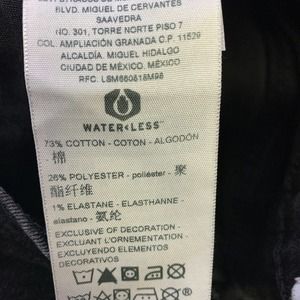 BLVD. MIGUEL DE CERVANTES
SAAVEDRA
NO. 301, TORRE NORTE PISO 7
COL. AMPLIACIÓN GRANADA C.P. 11529
ALCALDÍA. MIGUEL HIDALGO
CIUDAD DE MÉXICO. MÉXICO
RFC. LSM660818M98
WATER<LESS™
73% COTTON - COTON - ALGODÓN -
棉
26% POLYESTER - poliéster - 聚
酯纤维
1% ELASTANE - ELASTHANNE -
elastano - 氨纶
EXCLUSIVE OF DECORATION -
EXCLUANT L'ORNEMENTATION -
EXCLUYENDO ELEMENTOS
DECORATIVOS